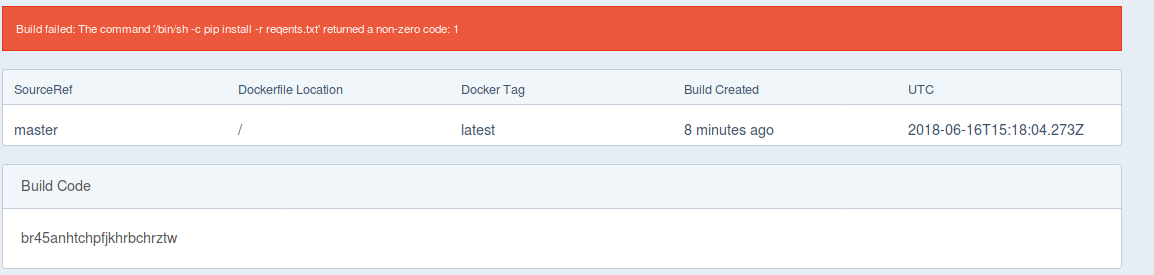 Build failed: The command '/bin/sh -c pip install -r reqents.txt' returned a non-zero code: 1
SourceRef Dockerfile Location Docker Tag Build Created UTC
master / latest 8 minutes ago 2018-06-16T15:18:04.273Z
Build Code
br45anhtchpfjkhrbchrztw